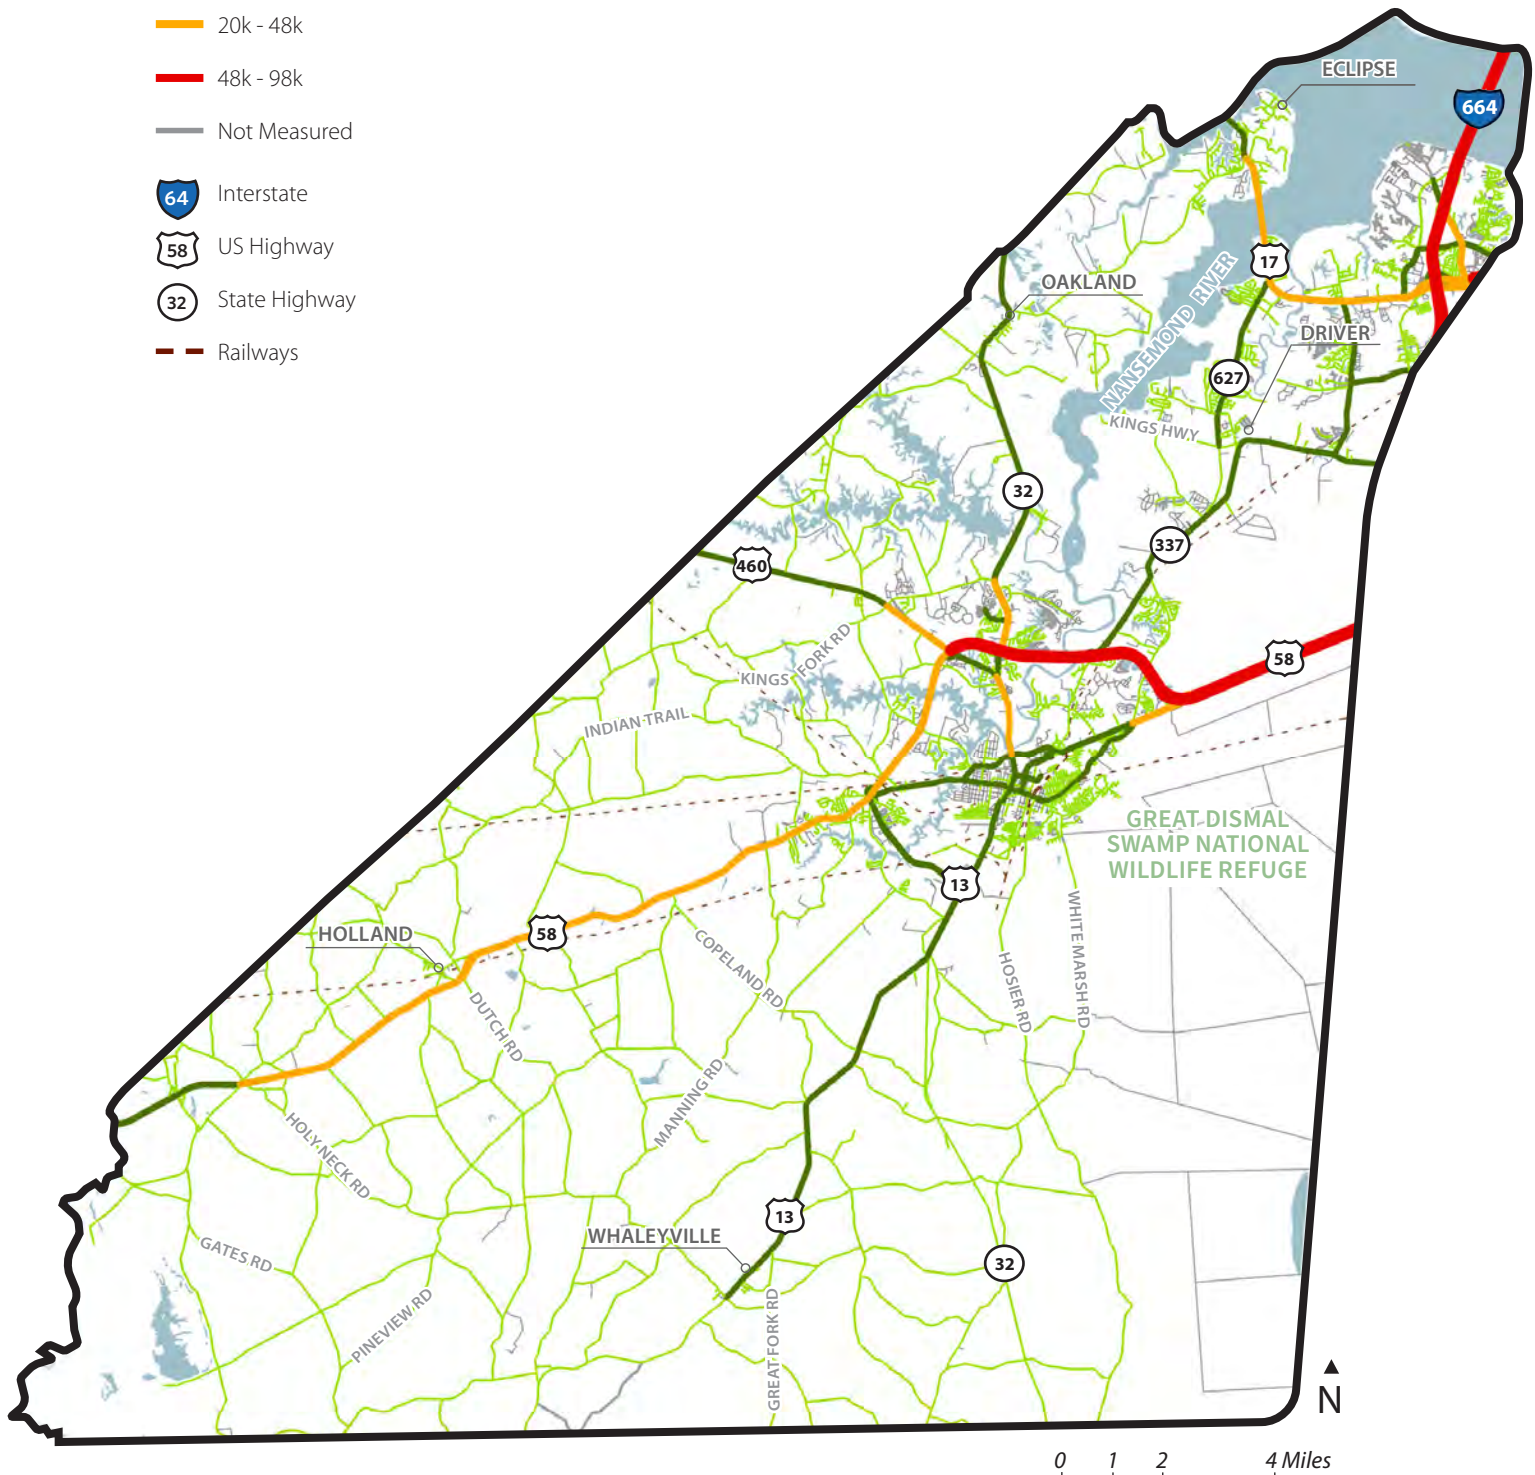 20k - 48k
48k - 98k
Not Measured
64 Interstate
58 US Highway
32 State Highway
Railways
ECLIPSE
664
17
OAKLAND
NANSEMOND RIVER
DRIVER
627
KINGS HWY
32
337
460
KINGS FORK RD
58
INDIAN TRAIL
GREAT DISMAL
SWAMP NATIONAL
WILDLIFE REFUGE
13
HOLLAND
58
WHITE MARSH RD
COPELAND RD
HOSIER RD
DUTCH RD
MANNING RD
HOLY NECK RD
13
WHALEYVILLE
GATES RD
32
PINEVIEW RD
GREAT FORK RD
N
0 1 2 4 Miles